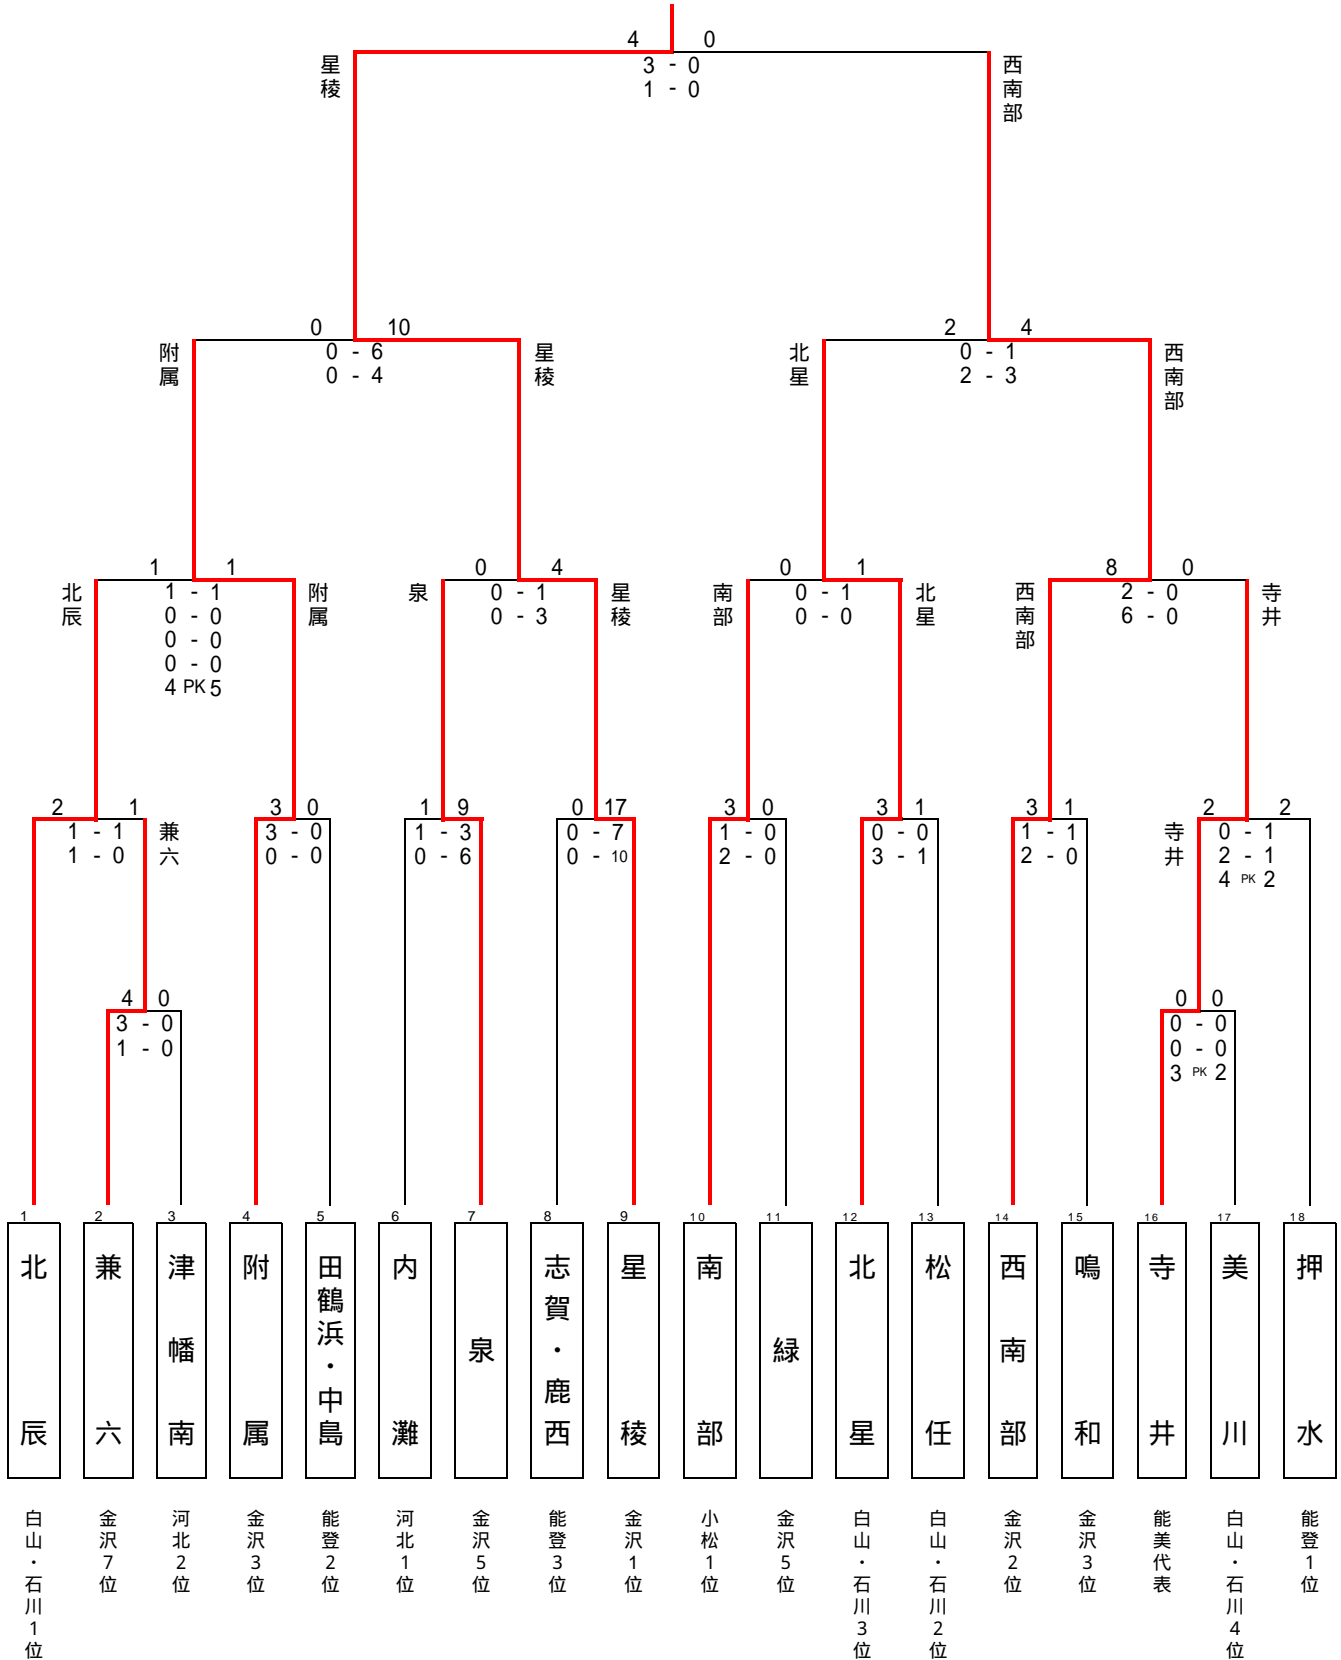 4 0
星稜
3 - 0
1 - 0
西南部
0 10
附属
0 - 6
0 - 4
星稜
2 4
北星
0 - 1
2 - 3
西南部
1 1
北辰
1 - 1
0 - 0
0 - 0
0 - 0
4 PK 5
附属
0 4
泉
0 - 1
0 - 3
星稜
0 1
南部
0 - 1
0 - 0
北星
8 0
西南部
2 - 0
6 - 0
寺井
2 1
1 - 1
1 - 0
兼六
3 0
3 - 0
0 - 0
1 9
1 - 3
0 - 6
0 17
0 - 7
0 - 10
3 0
1 - 0
2 - 0
3 1
0 - 0
3 - 1
3 1
1 - 1
2 - 0
2 2
寺井
0 - 1
2 - 1
4 PK 2
4 0
3 - 0
1 - 0
0 0
0 - 0
0 - 0
3 PK 2
1
北辰
白山・石川1位
2
兼六
金沢7位
3
津幡南
河北2位
4
附属
金沢3位
5
田鶴浜・中島
能登2位
6
内灘
河北1位
7
泉
金沢5位
8
志賀・鹿西
能登3位
9
星稜
金沢1位
10
南部
小松1位
11
緑
金沢5位
12
北星
白山・石川3位
13
松任
白山・石川2位
14
西南部
金沢2位
15
鳴和
金沢3位
16
寺井
能美代表
17
美川
白山・石川4位
18
押水
能登1位